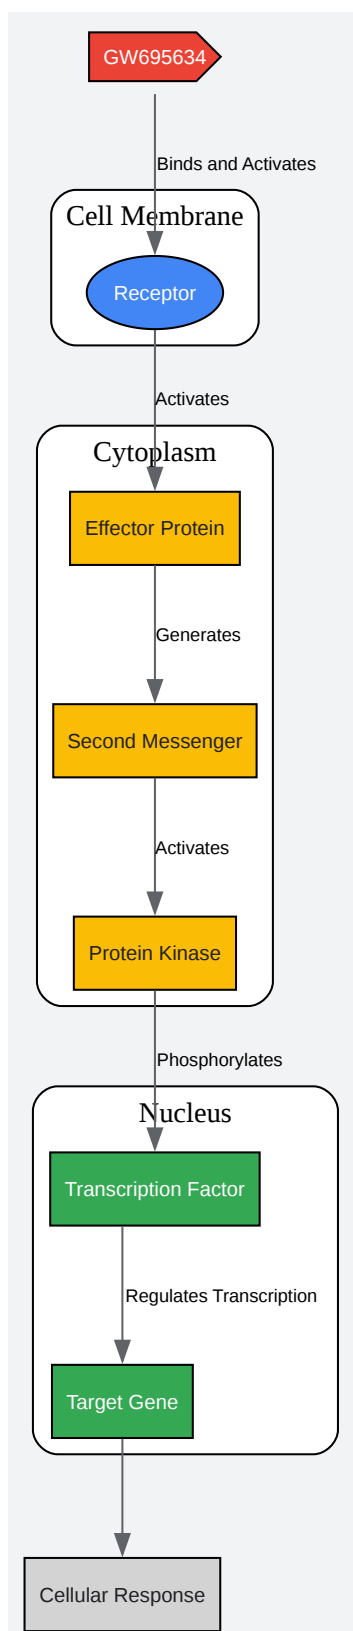 GW695634
Binds and Activates
Cell Membrane
Receptor
Activates
Cytoplasm
Effector Protein
Generates
Second Messenger
Activates
Protein Kinase
Phosphorylates
Nucleus
Transcription Factor
Regulates Transcription
Target Gene
Cellular Response